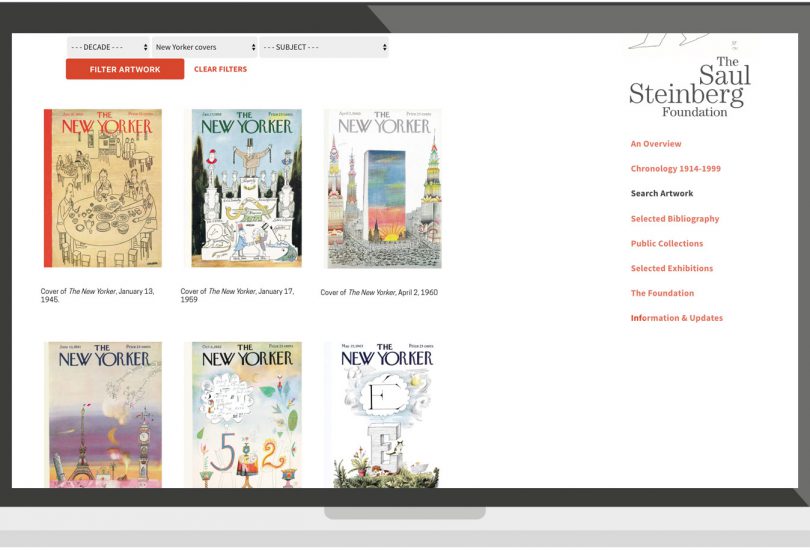 - - - DECADE - - -
New Yorker covers
- - - SUBJECT - - -
FILTER ARTWORK
CLEAR FILTERS
The
Saul
Steinberg
Foundation
An Overview
Chronology 1914-1999
Search Artwork
Selected Bibliography
Public Collections
Selected Exhibitions
The Foundation
Information & Updates
THE
NEW YORKER
THE
NEW YORKER
THE
NEW YORKER
Cover of The New Yorker, January 13,
1945.
Cover of The New Yorker, January 17,
1959
Cover of The New Yorker, April 2, 1960
THE
NEW YORKER
THE
NEW YORKER
5 2
THE
NEW YORKER
É
E